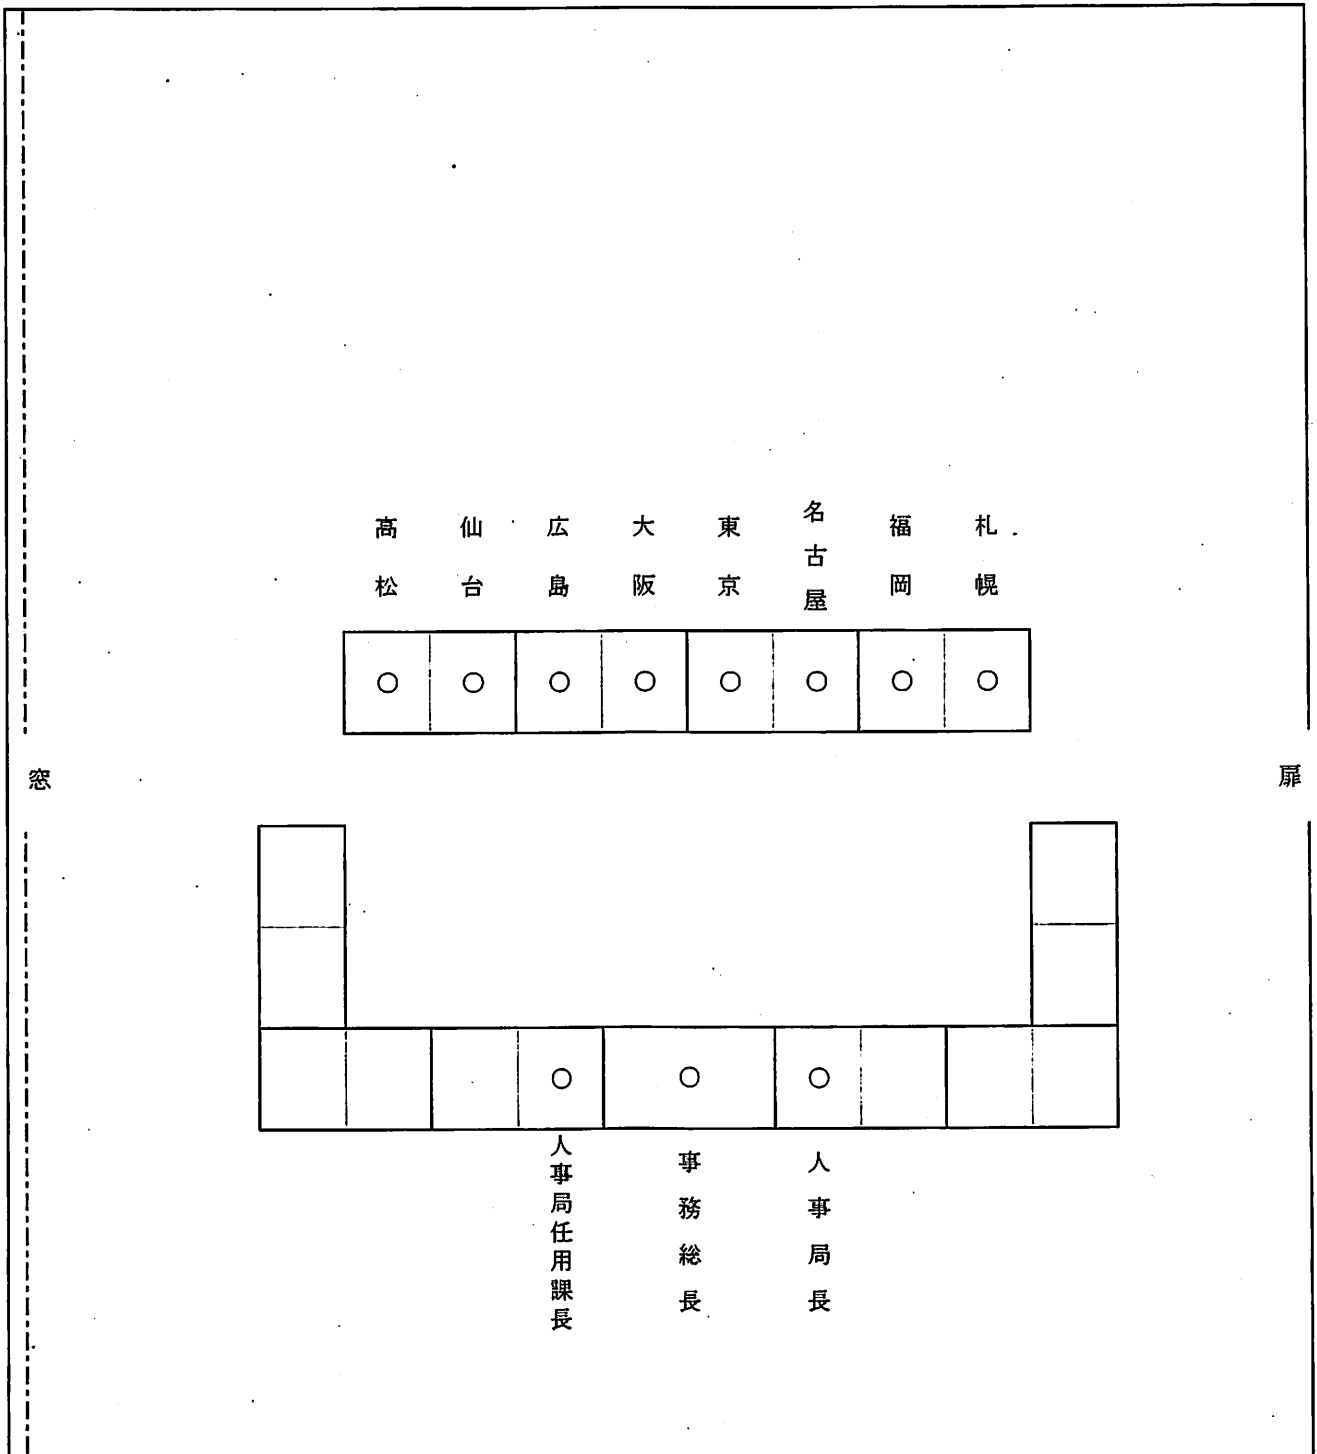 高松
仙台
広島
大阪
東京
名古屋
福岡
札幌
窓
扉
人事局任用課長
事務総長
人事局長